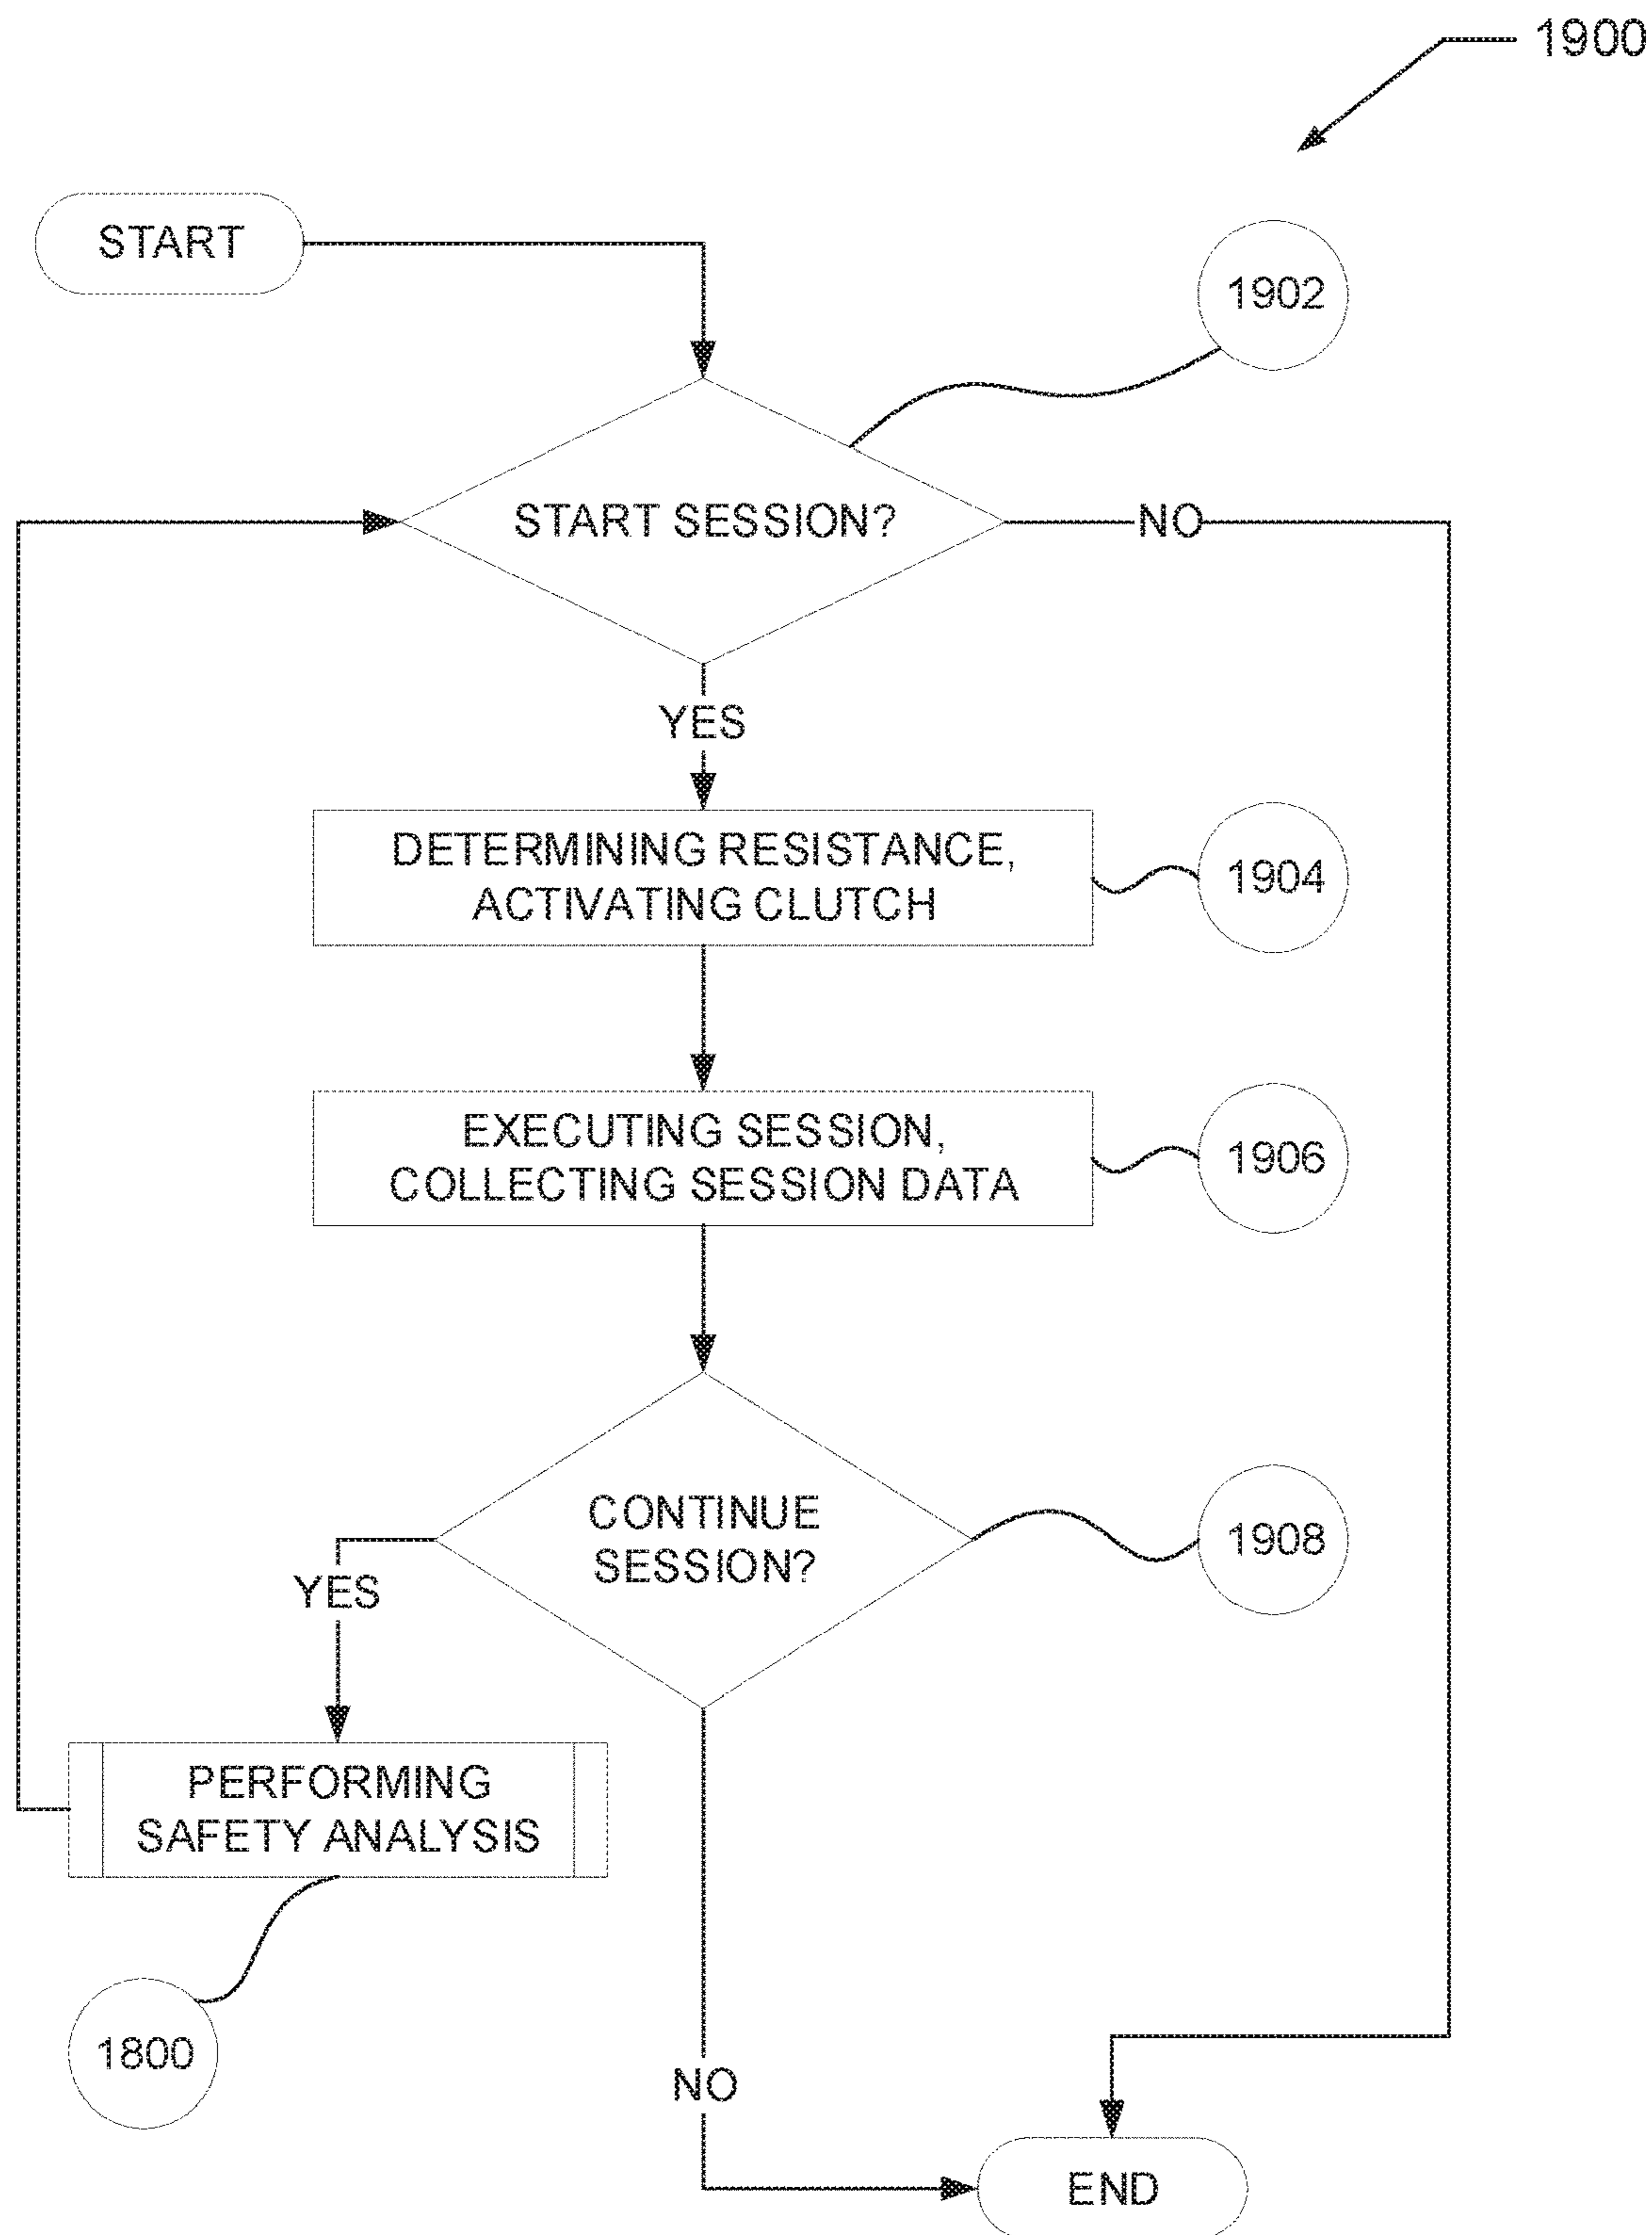 1900
START
1902
START SESSION?
NO
YES
DETERMINING RESISTANCE,
ACTIVATING CLUTCH
1904
EXECUTING SESSION,
COLLECTING SESSION DATA
1906
CONTINUE
SESSION?
1908
YES
PERFORMING
SAFETY ANALYSIS
1800
NO
END